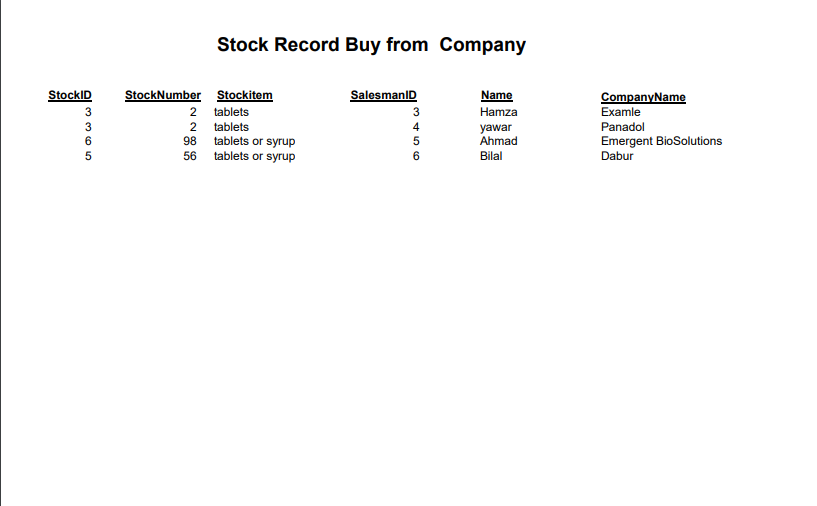 Stock Record Buy from  Company
StockID StockNumber Stockitem SalesmanID Name CompanyName
3 2 tablets 3 Hamza Examle
3 2 tablets 4 yawar Panadol
6 98 tablets or syrup 5 Ahmad Emergent BioSolutions
5 56 tablets or syrup 6 Bilal Dabur